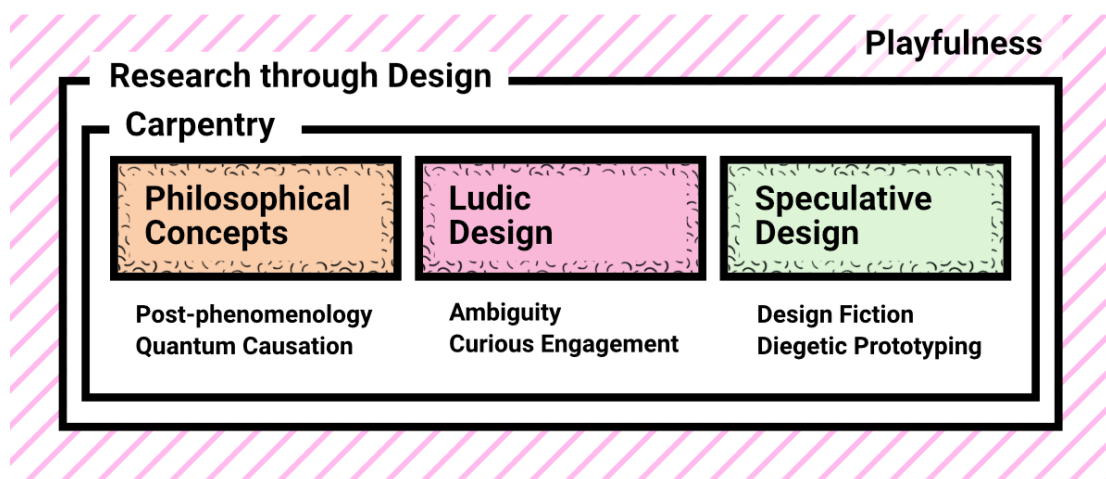 Playfulness
Research through Design
Carpentry
Philosophical
Concepts
Ludic
Design
Speculative
Design
Post-phenomenology
Quantum Causation
Ambiguity
Curious Engagement
Design Fiction
Diegetic Prototyping